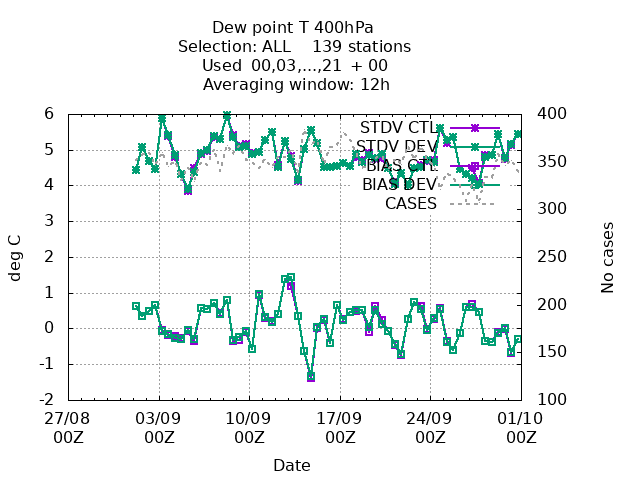 Dew point T 400hPa
Selection: ALL    139 stations
Used  00,03,...,21  + 00
Averaging window: 12h
STDV CTL
STDV DEV
BIAS CTL
BIAS DEV
CASES
6
5
4
3
2
1
0
-1
-2
deg C
400
350
300
250
200
150
100
No cases
27/08 03/09 10/09 17/09 24/09 01/10
00Z 00Z 00Z 00Z 00Z 00Z
Date